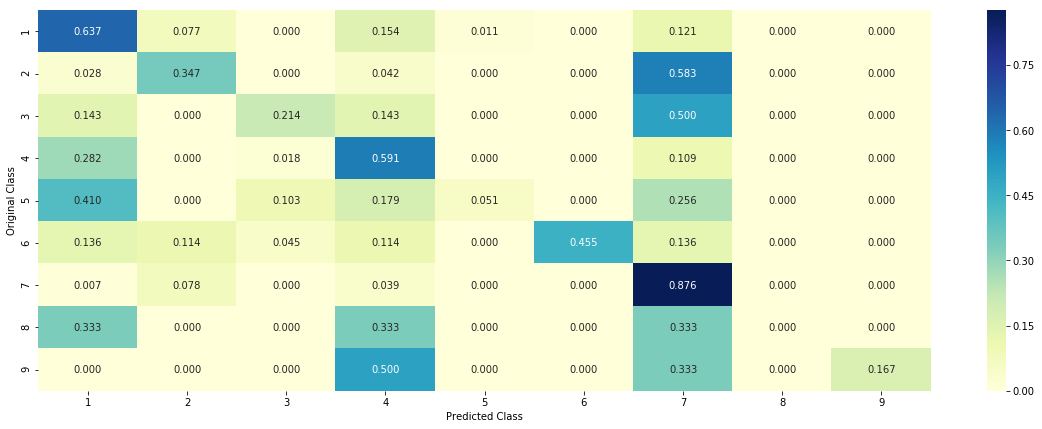 1 0.637 0.077 0.000 0.154 0.011 0.000 0.121 0.000 0.000
2 0.028 0.347 0.000 0.042 0.000 0.000 0.583 0.000 0.000
3 0.143 0.000 0.214 0.143 0.000 0.000 0.500 0.000 0.000
4 0.282 0.000 0.018 0.591 0.000 0.000 0.109 0.000 0.000
5 0.410 0.000 0.103 0.179 0.051 0.000 0.256 0.000 0.000
6 0.136 0.114 0.045 0.114 0.000 0.455 0.136 0.000 0.000
7 0.007 0.078 0.000 0.039 0.000 0.000 0.876 0.000 0.000
8 0.333 0.000 0.000 0.333 0.000 0.000 0.333 0.000 0.000
9 0.000 0.000 0.000 0.500 0.000 0.000 0.333 0.000 0.167
1 2 3 4 5 6 7 8 9
Predicted Class
Original Class
0.75
0.60
0.45
0.30
0.15
0.00